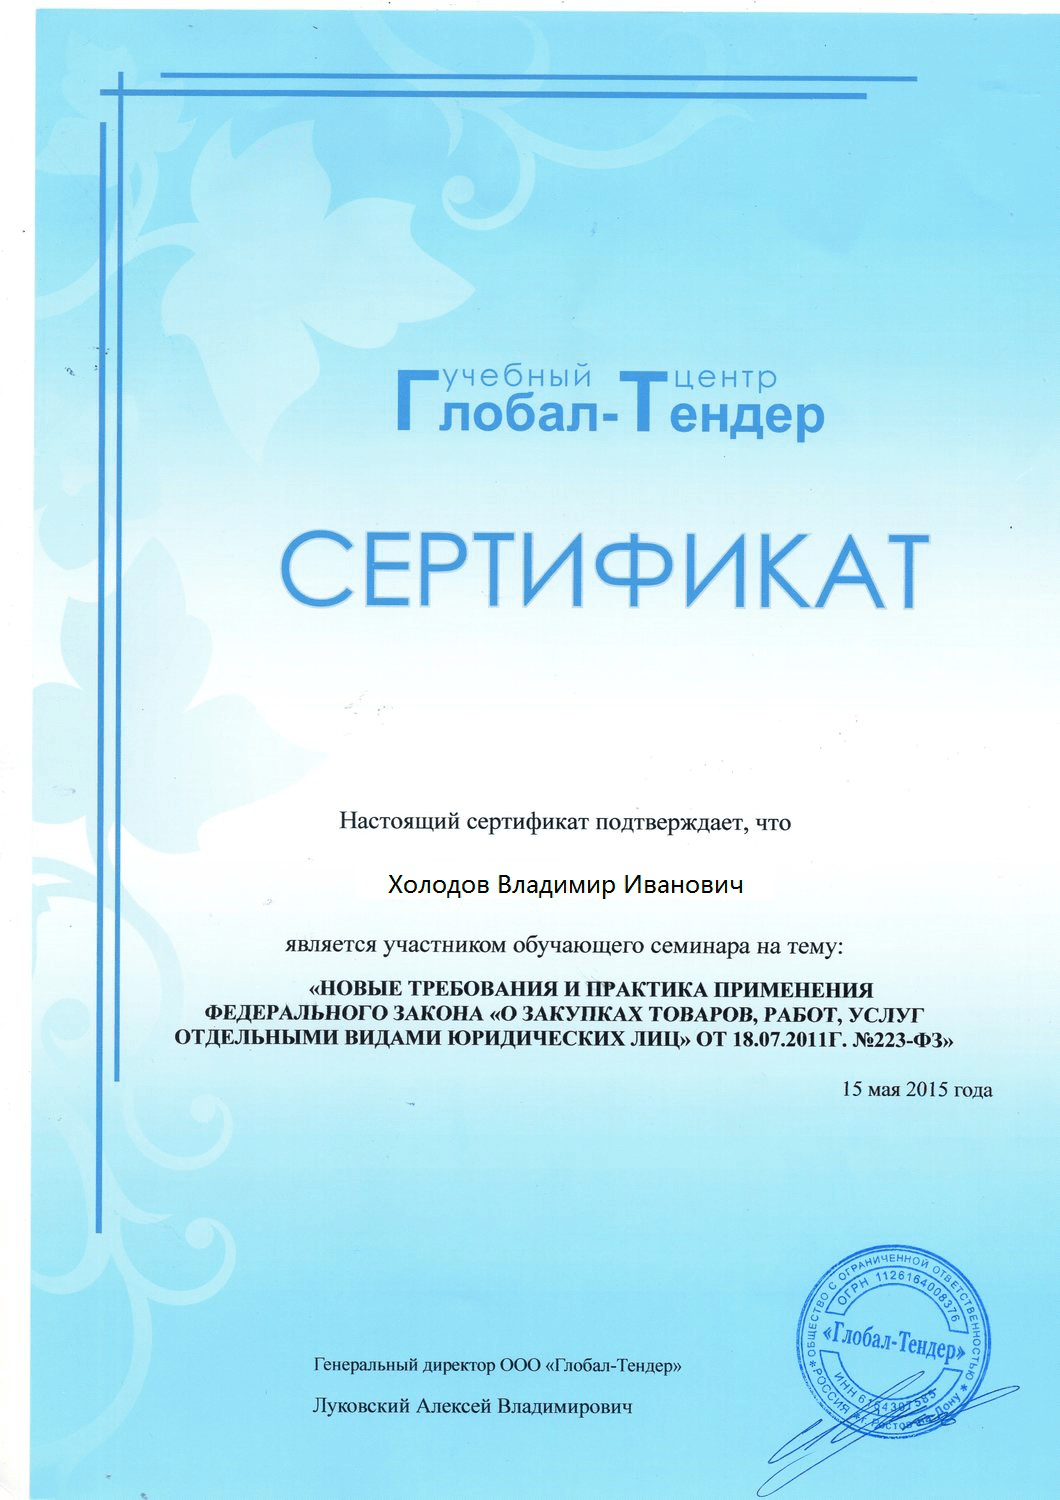 учебный центр
Глобал-Тендер
СЕРТИФИКАТ
Настоящий сертификат подтверждает, что
Холодов Владимир Иванович
является участником обучающего семинара на тему:
«НОВЫЕ ТРЕБОВАНИЯ И ПРАКТИКА ПРИМЕНЕНИЯ
ФЕДЕРАЛЬНОГО ЗАКОНА «О ЗАКУПКАХ ТОВАРОВ, РАБОТ, УСЛУГ
ОТДЕЛЬНЫМИ ВИДАМИ ЮРИДИЧЕСКИХ ЛИЦ» ОТ 18.07.2011Г. №223-ФЗ»
15 мая 2015 года
Генеральный директор ООО «Глобал-Тендер»
Луковский Алексей Владимирович
ОБЩЕСТВО С ОГРАНИЧЕННОЙ ОТВЕТСТВЕННОСТЬЮ
ОГРН 1126164008376
«Глобал-Тендер»
ИНН
* РОССИЯ * г. Ростов-на-Дону *